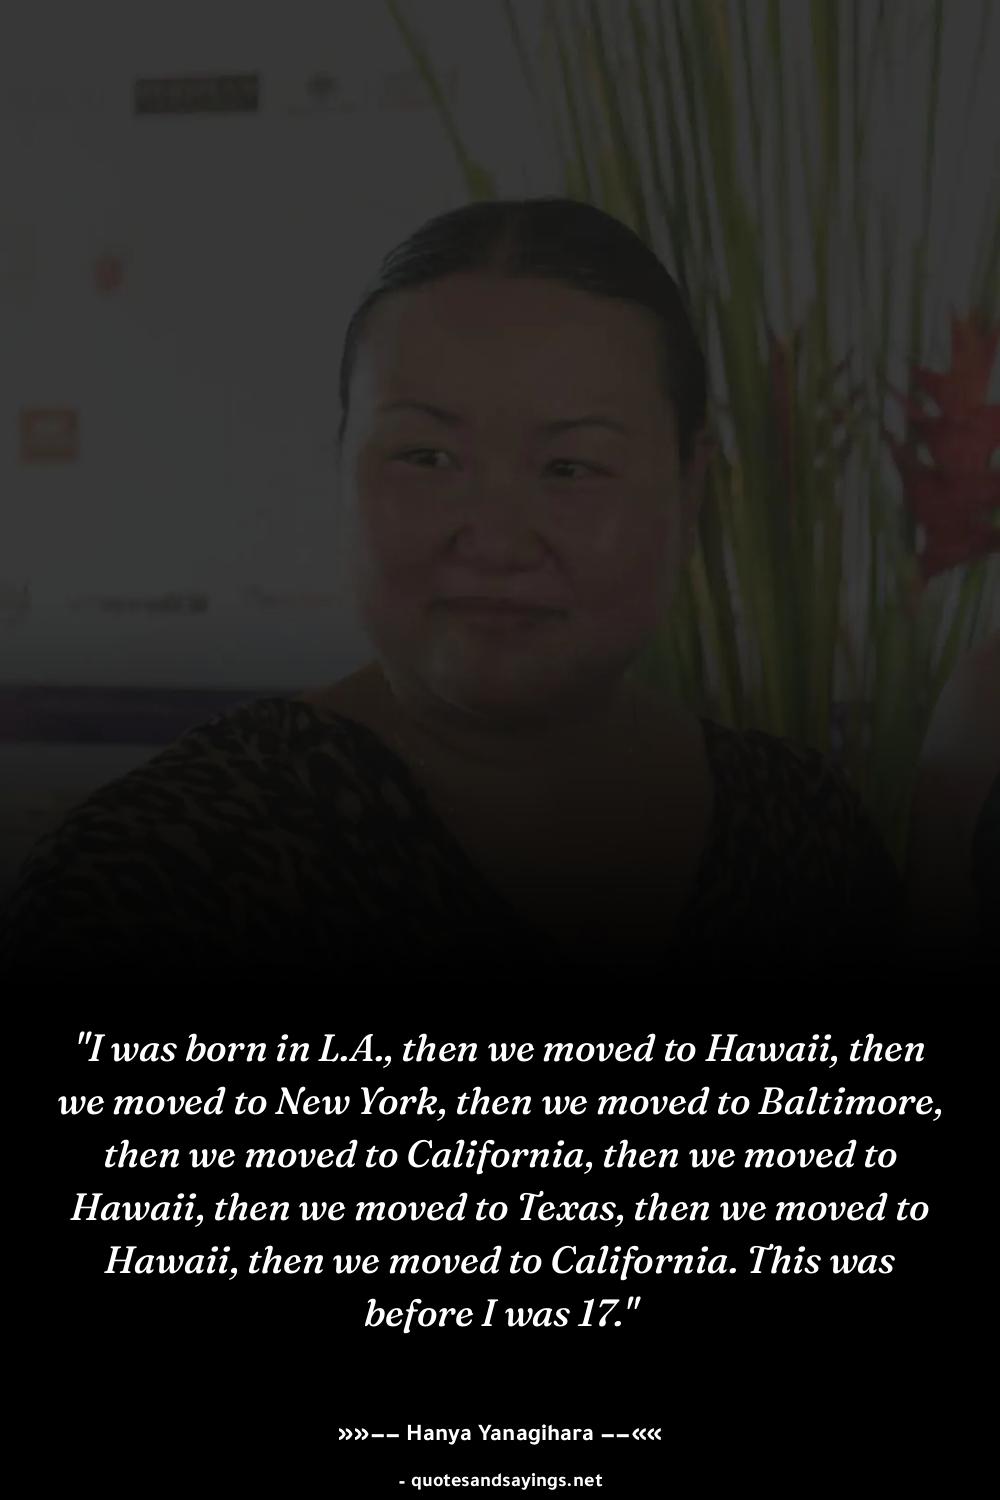 "I was born in L.A., then we moved to Hawaii, then
we moved to New York, then we moved to Baltimore,
then we moved to California, then we moved to
Hawaii, then we moved to Texas, then we moved to
Hawaii, then we moved to California. This was
before I was 17."
»»–– Hanya Yanagihara ––««
- quotesandsayings.net